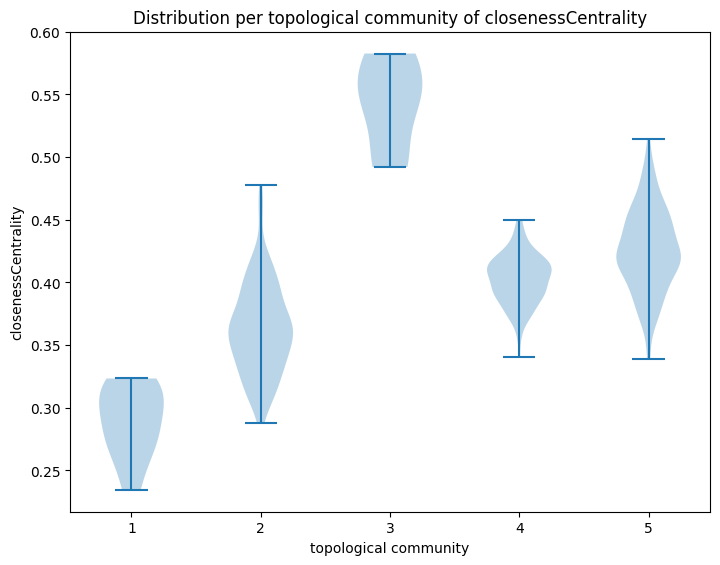 Distribution per topological community of closenessCentrality
closenessCentrality
0.60
0.55
0.50
0.45
0.40
0.35
0.30
0.25
1 2 3 4 5
topological community